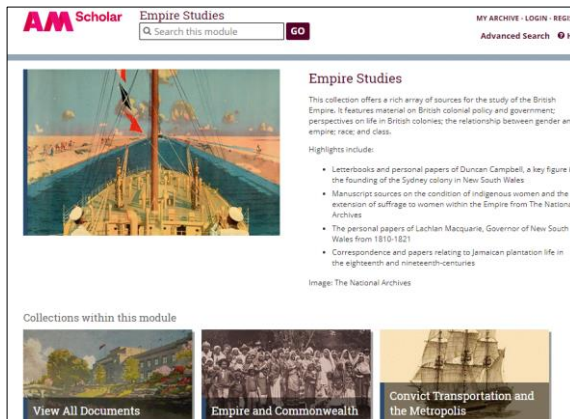 AM Scholar
Empire Studies
Search this module
GO
MY ARCHIVE · LOGIN · REGI
Advanced Search
Empire Studies
This collection offers a rich array of sources for the study of the British
Empire. It features material on British colonial policy and government;
perspectives on life in British colonies; the relationship between gender an
empire; race; and class.
Highlights include:
Letterbooks and personal papers of Duncan Campbell, a key figure i
the founding of the Sydney colony in New South Wales
Manuscript sources on the condition of indigenous women and the
extension of suffrage to women within the Empire from The Nationa
Archives
The personal papers of Lachlan Macquarie, Governor of New South
Wales from 1810-1821
Correspondence and papers relating to Jamaican plantation life in
the eighteenth and nineteenth-centuries
Image: The National Archives
Collections within this module
View All Documents
Empire and Commonwealth
Convict Transportation and
the Metropolis